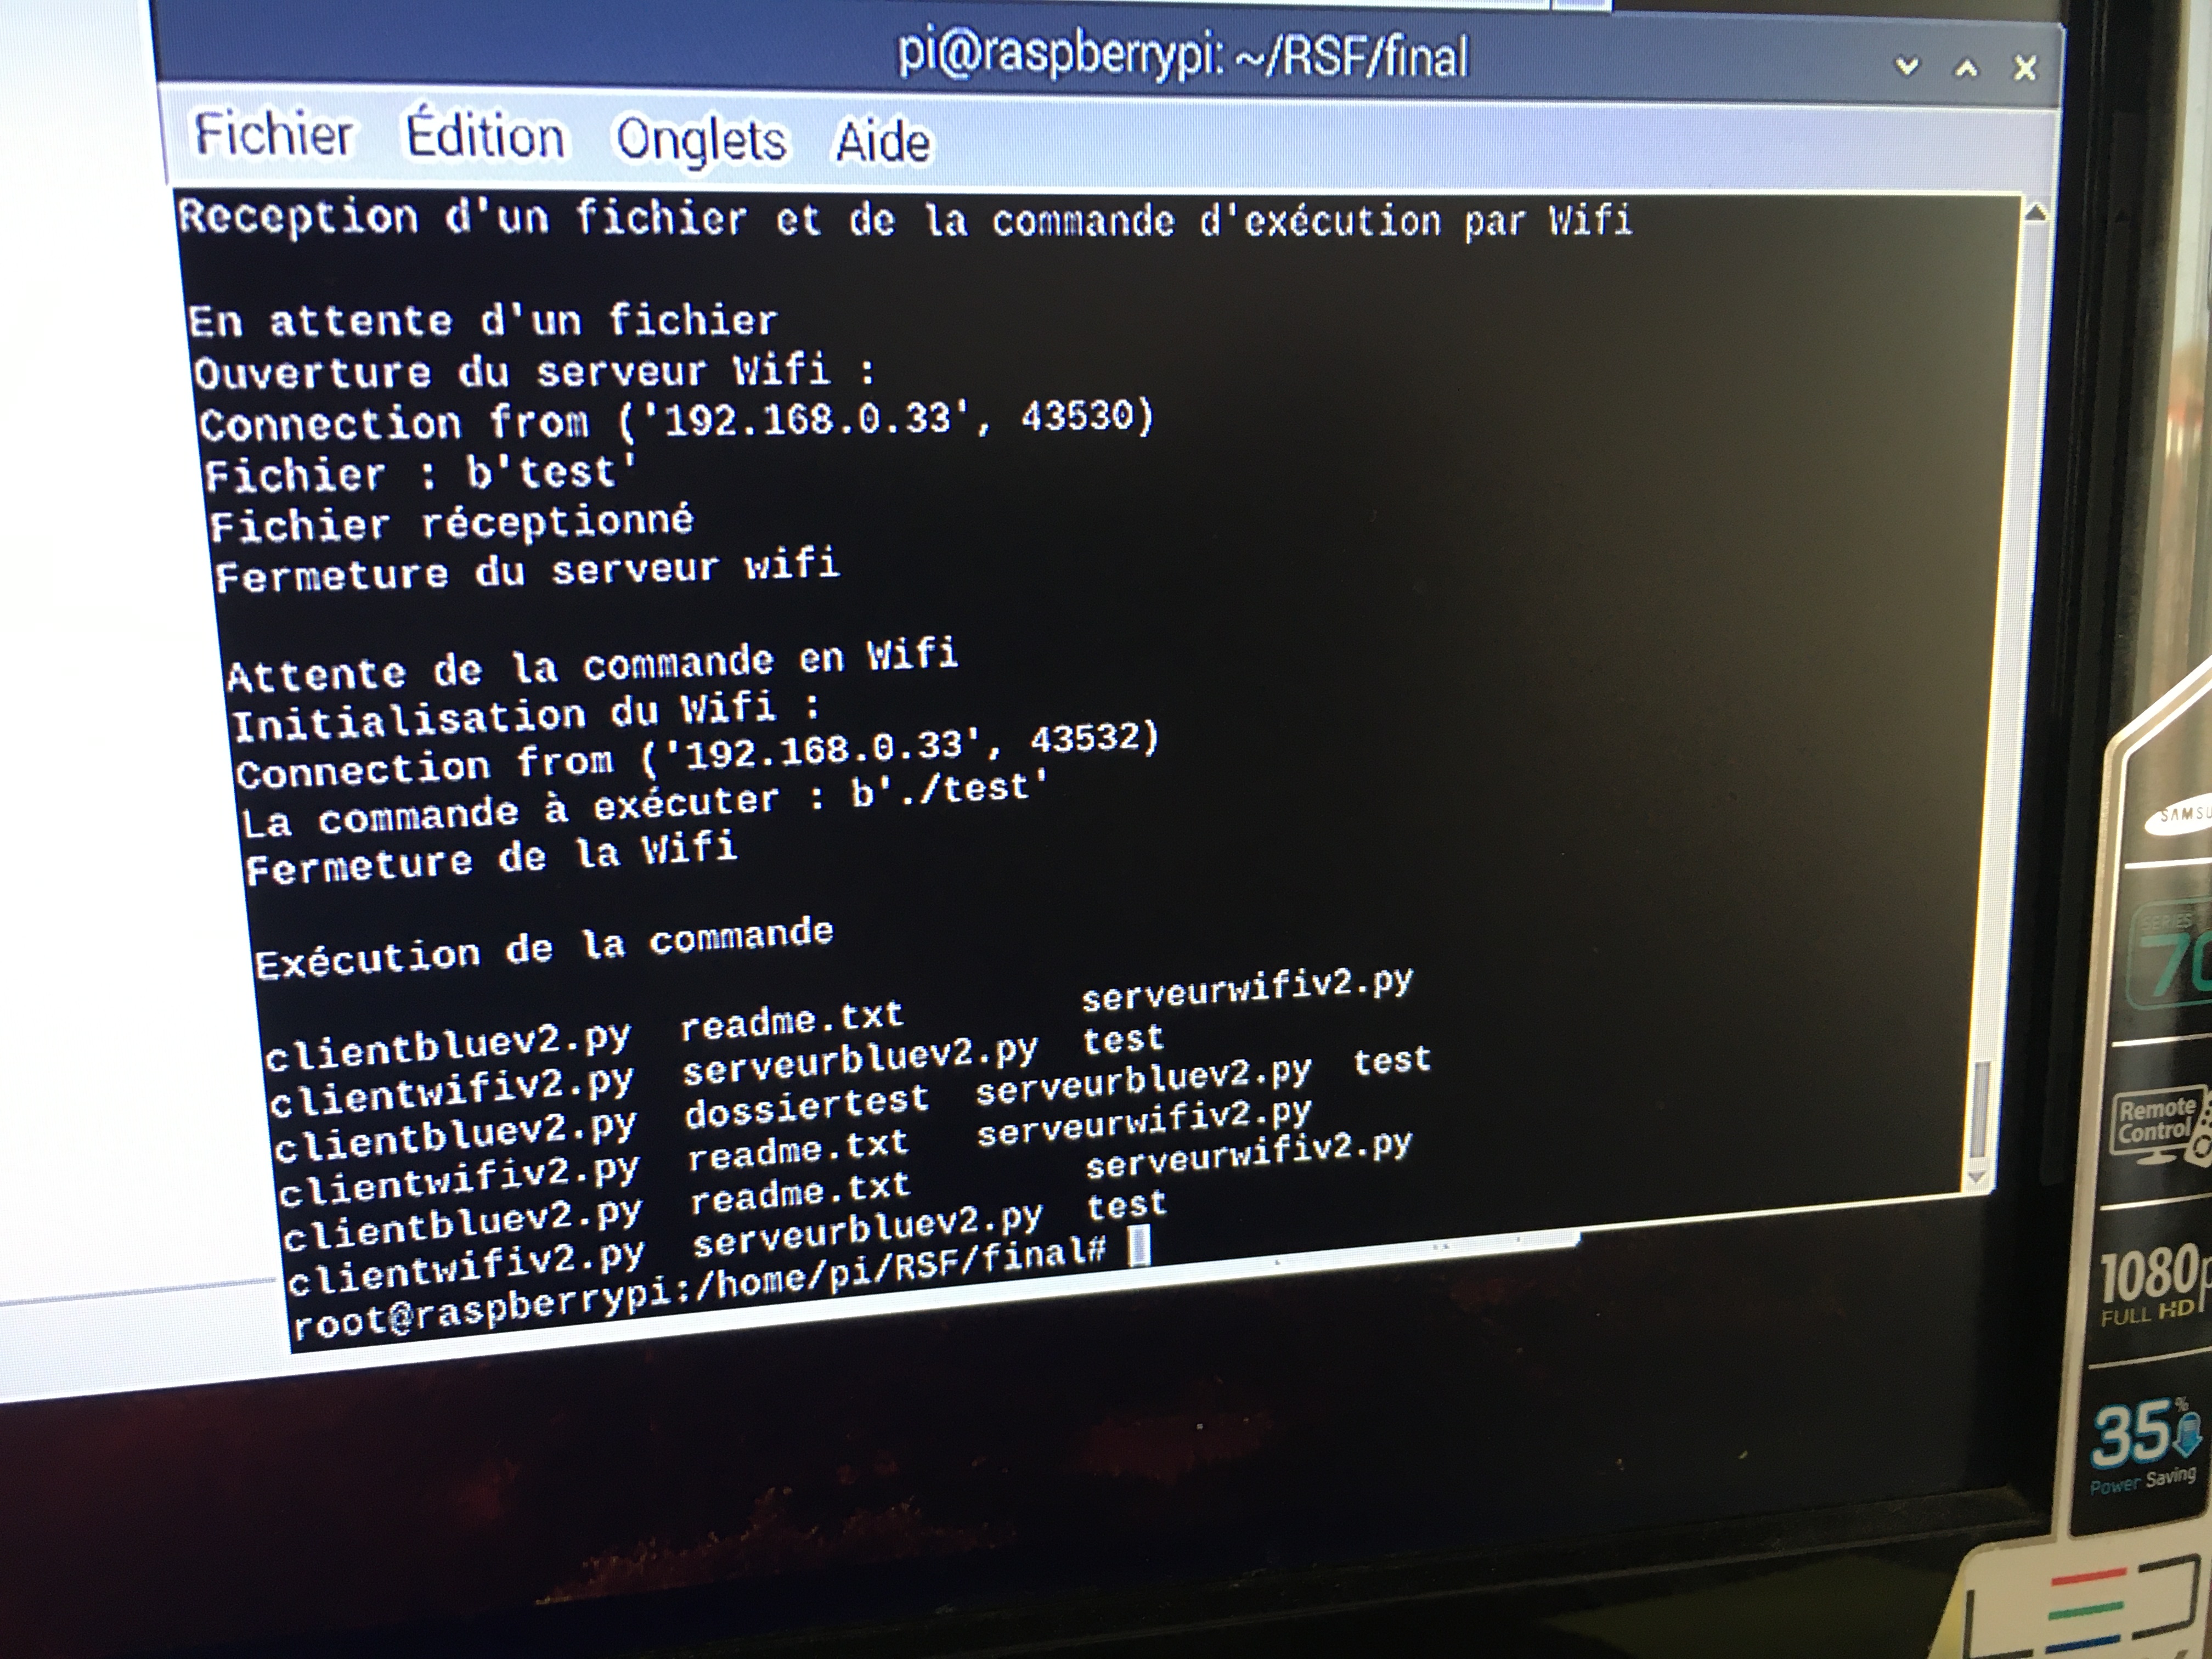 pi@raspberrypi: ~/RSF/final
Fichier Édition Onglets Aide
Reception d'un fichier et de la commande d'exécution par Wifi
En attente d'un fichier
Ouverture du serveur Wifi :
Connection from ('192.168.0.33', 43530)
Fichier : b'test'
Fichier réceptionné
Fermeture du serveur wifi
Attente de la commande en Wifi
Initialisation du Wifi :
Connection from ('192.168.0.33', 43532)
La commande à exécuter : b'./test'
Fermeture de la Wifi
Exécution de la commande
clientbluev2.py readme.txt serveurwifiv2.py
clientwifiv2.py serveurbluev2.py test
clientbluev2.py dossiertest serveurbluev2.py test
clientwifiv2.py readme.txt serveurwifiv2.py
clientbluev2.py readme.txt serveurwifiv2.py
clientwifiv2.py serveurbluev2.py test
root@raspberrypi:/home/pi/RSF/final#
SAMSU
SERIES
70
Remote
Control
1080p
FULL HD
35%
Power Saving